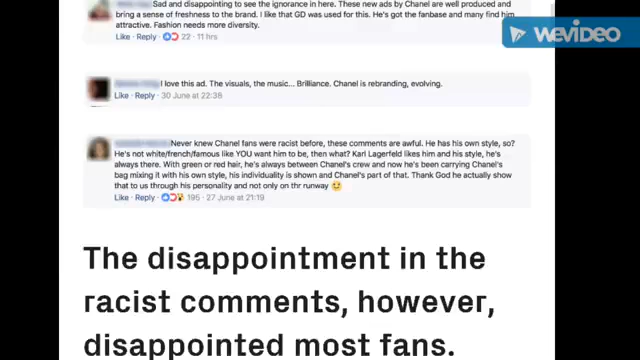 Sad and disappointing to see the ignorance in here. These new ads by Chanel are well produced and
bring a sense of freshness to the brand. I like that GD was used for this. He's got the fanbase and many find him
attractive. Fashion needs more diversity.
Like · Reply · 22 · 11 hrs
WEVIDEO
I love this ad. The visuals, the music... Brilliance. Chanel is rebranding, evolving.
Like · Reply · 30 June at 22:38
Never knew Chanel fans were racist before, these comments are awful. He has his own style, so?
He's not white/french/famous like YOU want him to be, then what? Karl Lagerfeld likes him and his style, he's
always there. With green or red hair, he's always between Chanel's crew and now he's been carrying Chanel's
bag mixing it with his own style, his individuality is shown and Chanel's part of that. Thank God he actually show
that to us through his personality and not only on thr runway
Like · Reply · 195 · 27 June at 21:19
The disappointment in the
racist comments, however,
disappointed most fans.